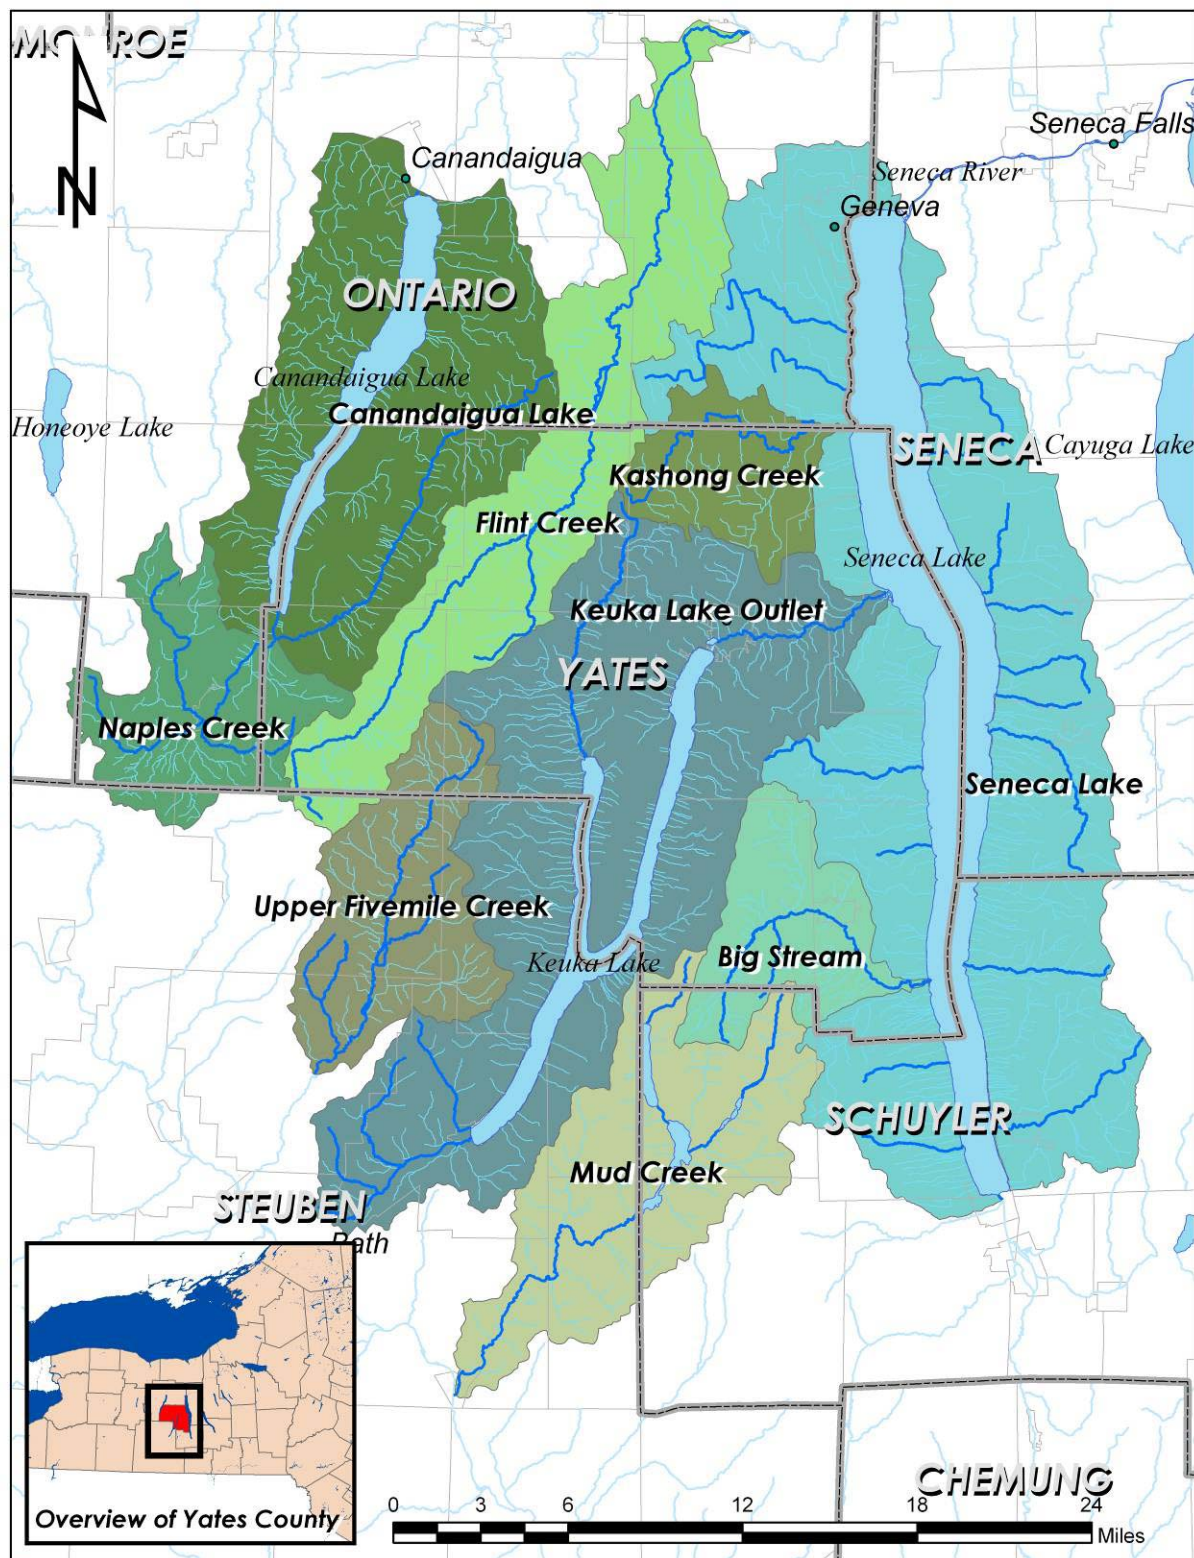 MONROE
N
Seneca Falls
Canandaigua
Seneca River
Geneva
ONTARIO
Canandaigua Lake
Canandaigua Lake
Honeoye Lake
SENECA
Cayuga Lake
Kashong Creek
Flint Creek
Seneca Lake
Keuka Lake Outlet
YATES
Naples Creek
Seneca Lake
Upper Fivemile Creek
Big Stream
Keuka Lake
SCHUYLER
Mud Creek
STEUBEN
Bath
CHEMUNG
Overview of Yates County
0 3 6 12 18 24
Miles